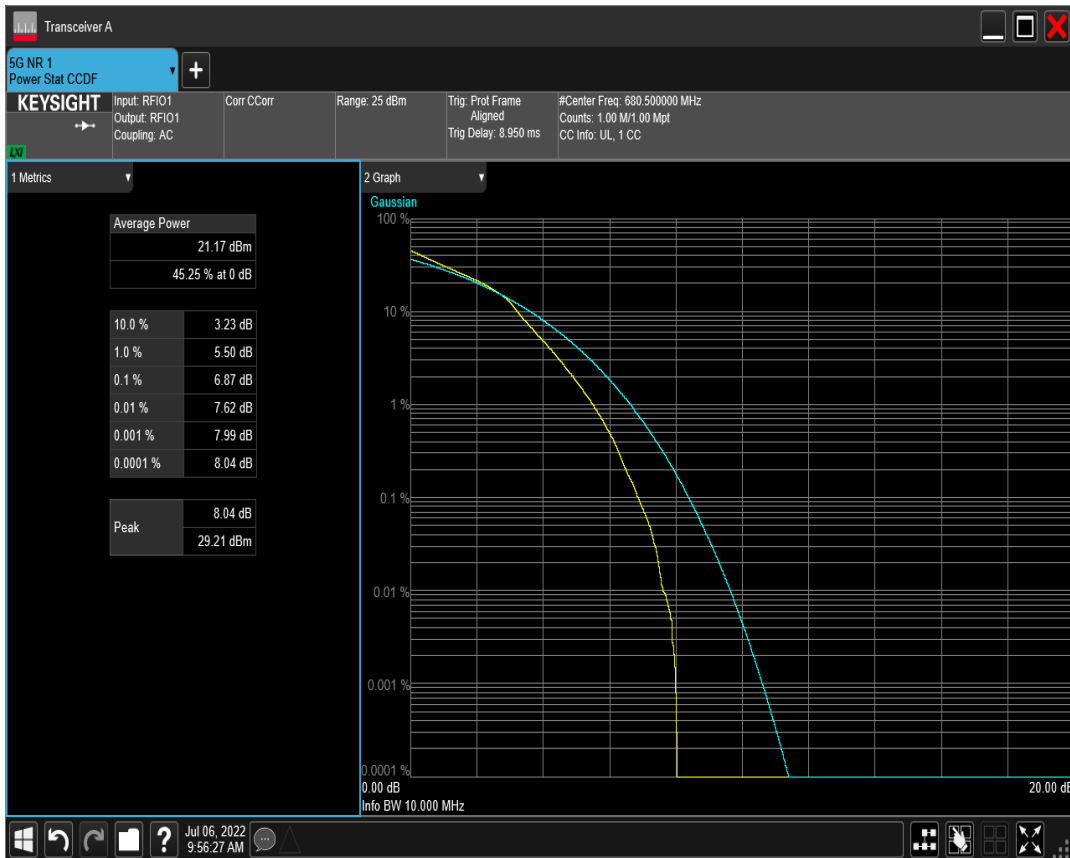 Transceiver A
5G NR 1
Power Stat CCDF
KEYSIGHT
LXI
Input: RFIO1
Output: RFIO1
Coupling: AC
Corr CCorr
Range: 25 dBm
Trig: Prot Frame
Aligned
Trig Delay: 8.950 ms
#Center Freq: 680.500000 MHz
Counts: 1.00 M/1.00 Mpt
CC Info: UL, 1 CC
1 Metrics
Average Power
21.17 dBm
45.25 % at 0 dB
10.0 % 3.23 dB
1.0 % 5.50 dB
0.1 % 6.87 dB
0.01 % 7.62 dB
0.001 % 7.99 dB
0.0001 % 8.04 dB
Peak 8.04 dB
29.21 dBm
2 Graph
Gaussian
100 %
10 %
1 %
0.1 %
0.01 %
0.001 %
0.0001 %
0.00 dB 20.00 dB
Info BW 10.000 MHz
Jul 06, 2022
9:56:27 AM